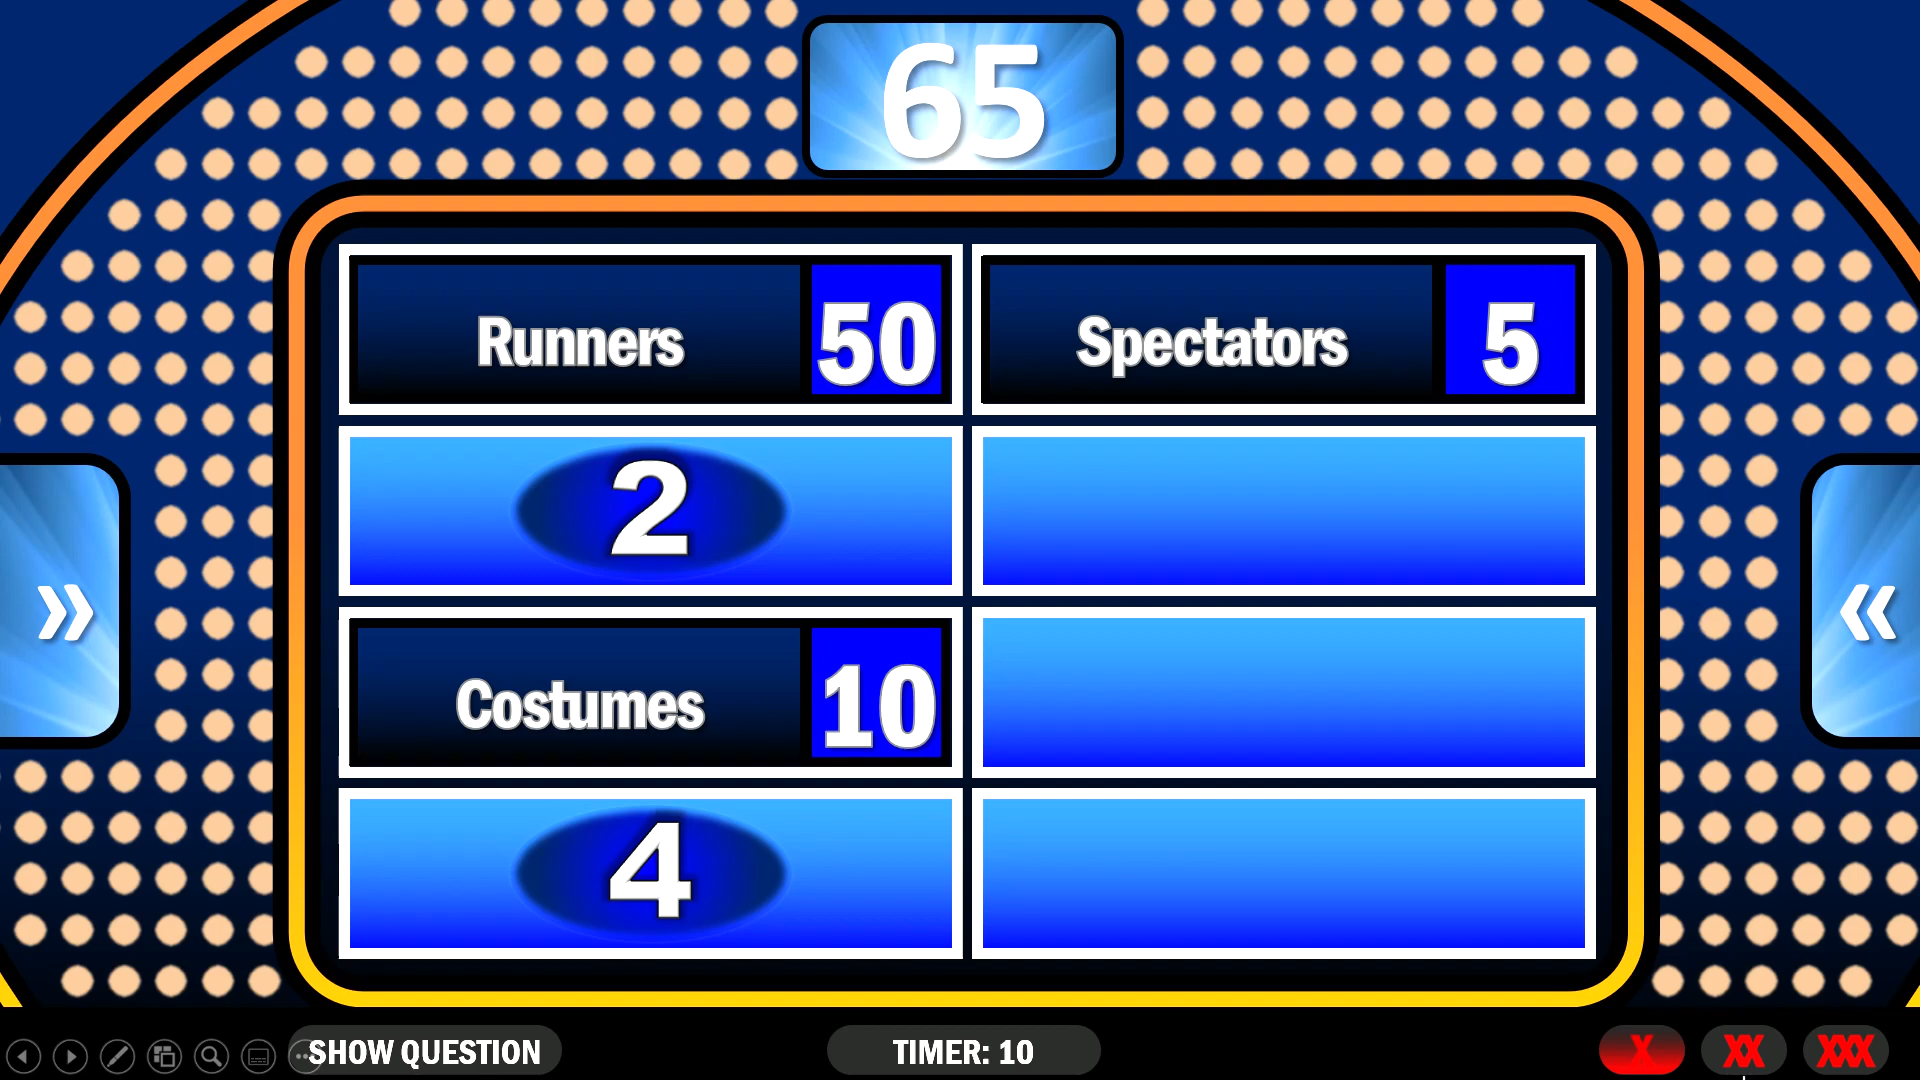 65
Runners 50
Spectators 5
2
Costumes 10
4
»
«
SHOW QUESTION
TIMER: 10
X
XX
XXX